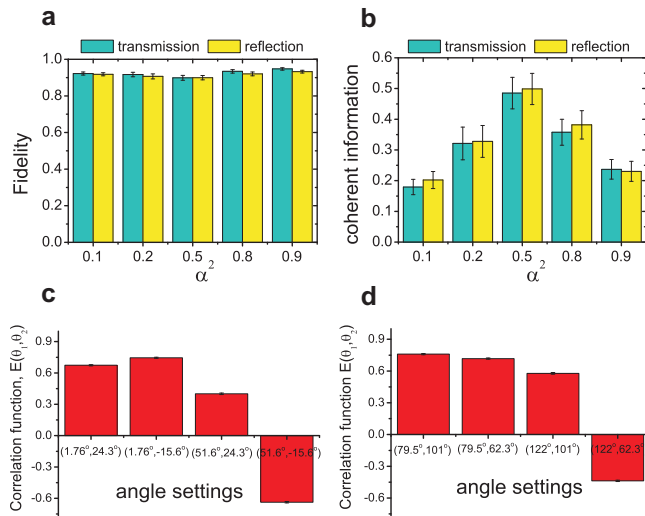 a
transmission reflection
1.0
0.8
0.6
0.4
0.2
0.0
Fidelity
0.1 0.2 0.5 0.8 0.9
α²
b
transmission reflection
0.7
0.6
0.5
0.4
0.3
0.2
0.1
coherent information
0.1 0.2 0.5 0.8 0.9
α²
c
Correlation function, E(θ₁,θ₂)
0.9
0.6
0.3
0.0
-0.3
-0.6
(1.76°,24.3°) (1.76°,-15.6°) (51.6°,24.3°) (51.6°,-15.6°)
angle settings
d
Correlation function E(θ₁,θ₂)
0.9
0.6
0.3
0.0
-0.3
-0.6
(79.5°,101°) (79.5°,62.3°) (122°,101°) (122°,62.3°)
angle settings